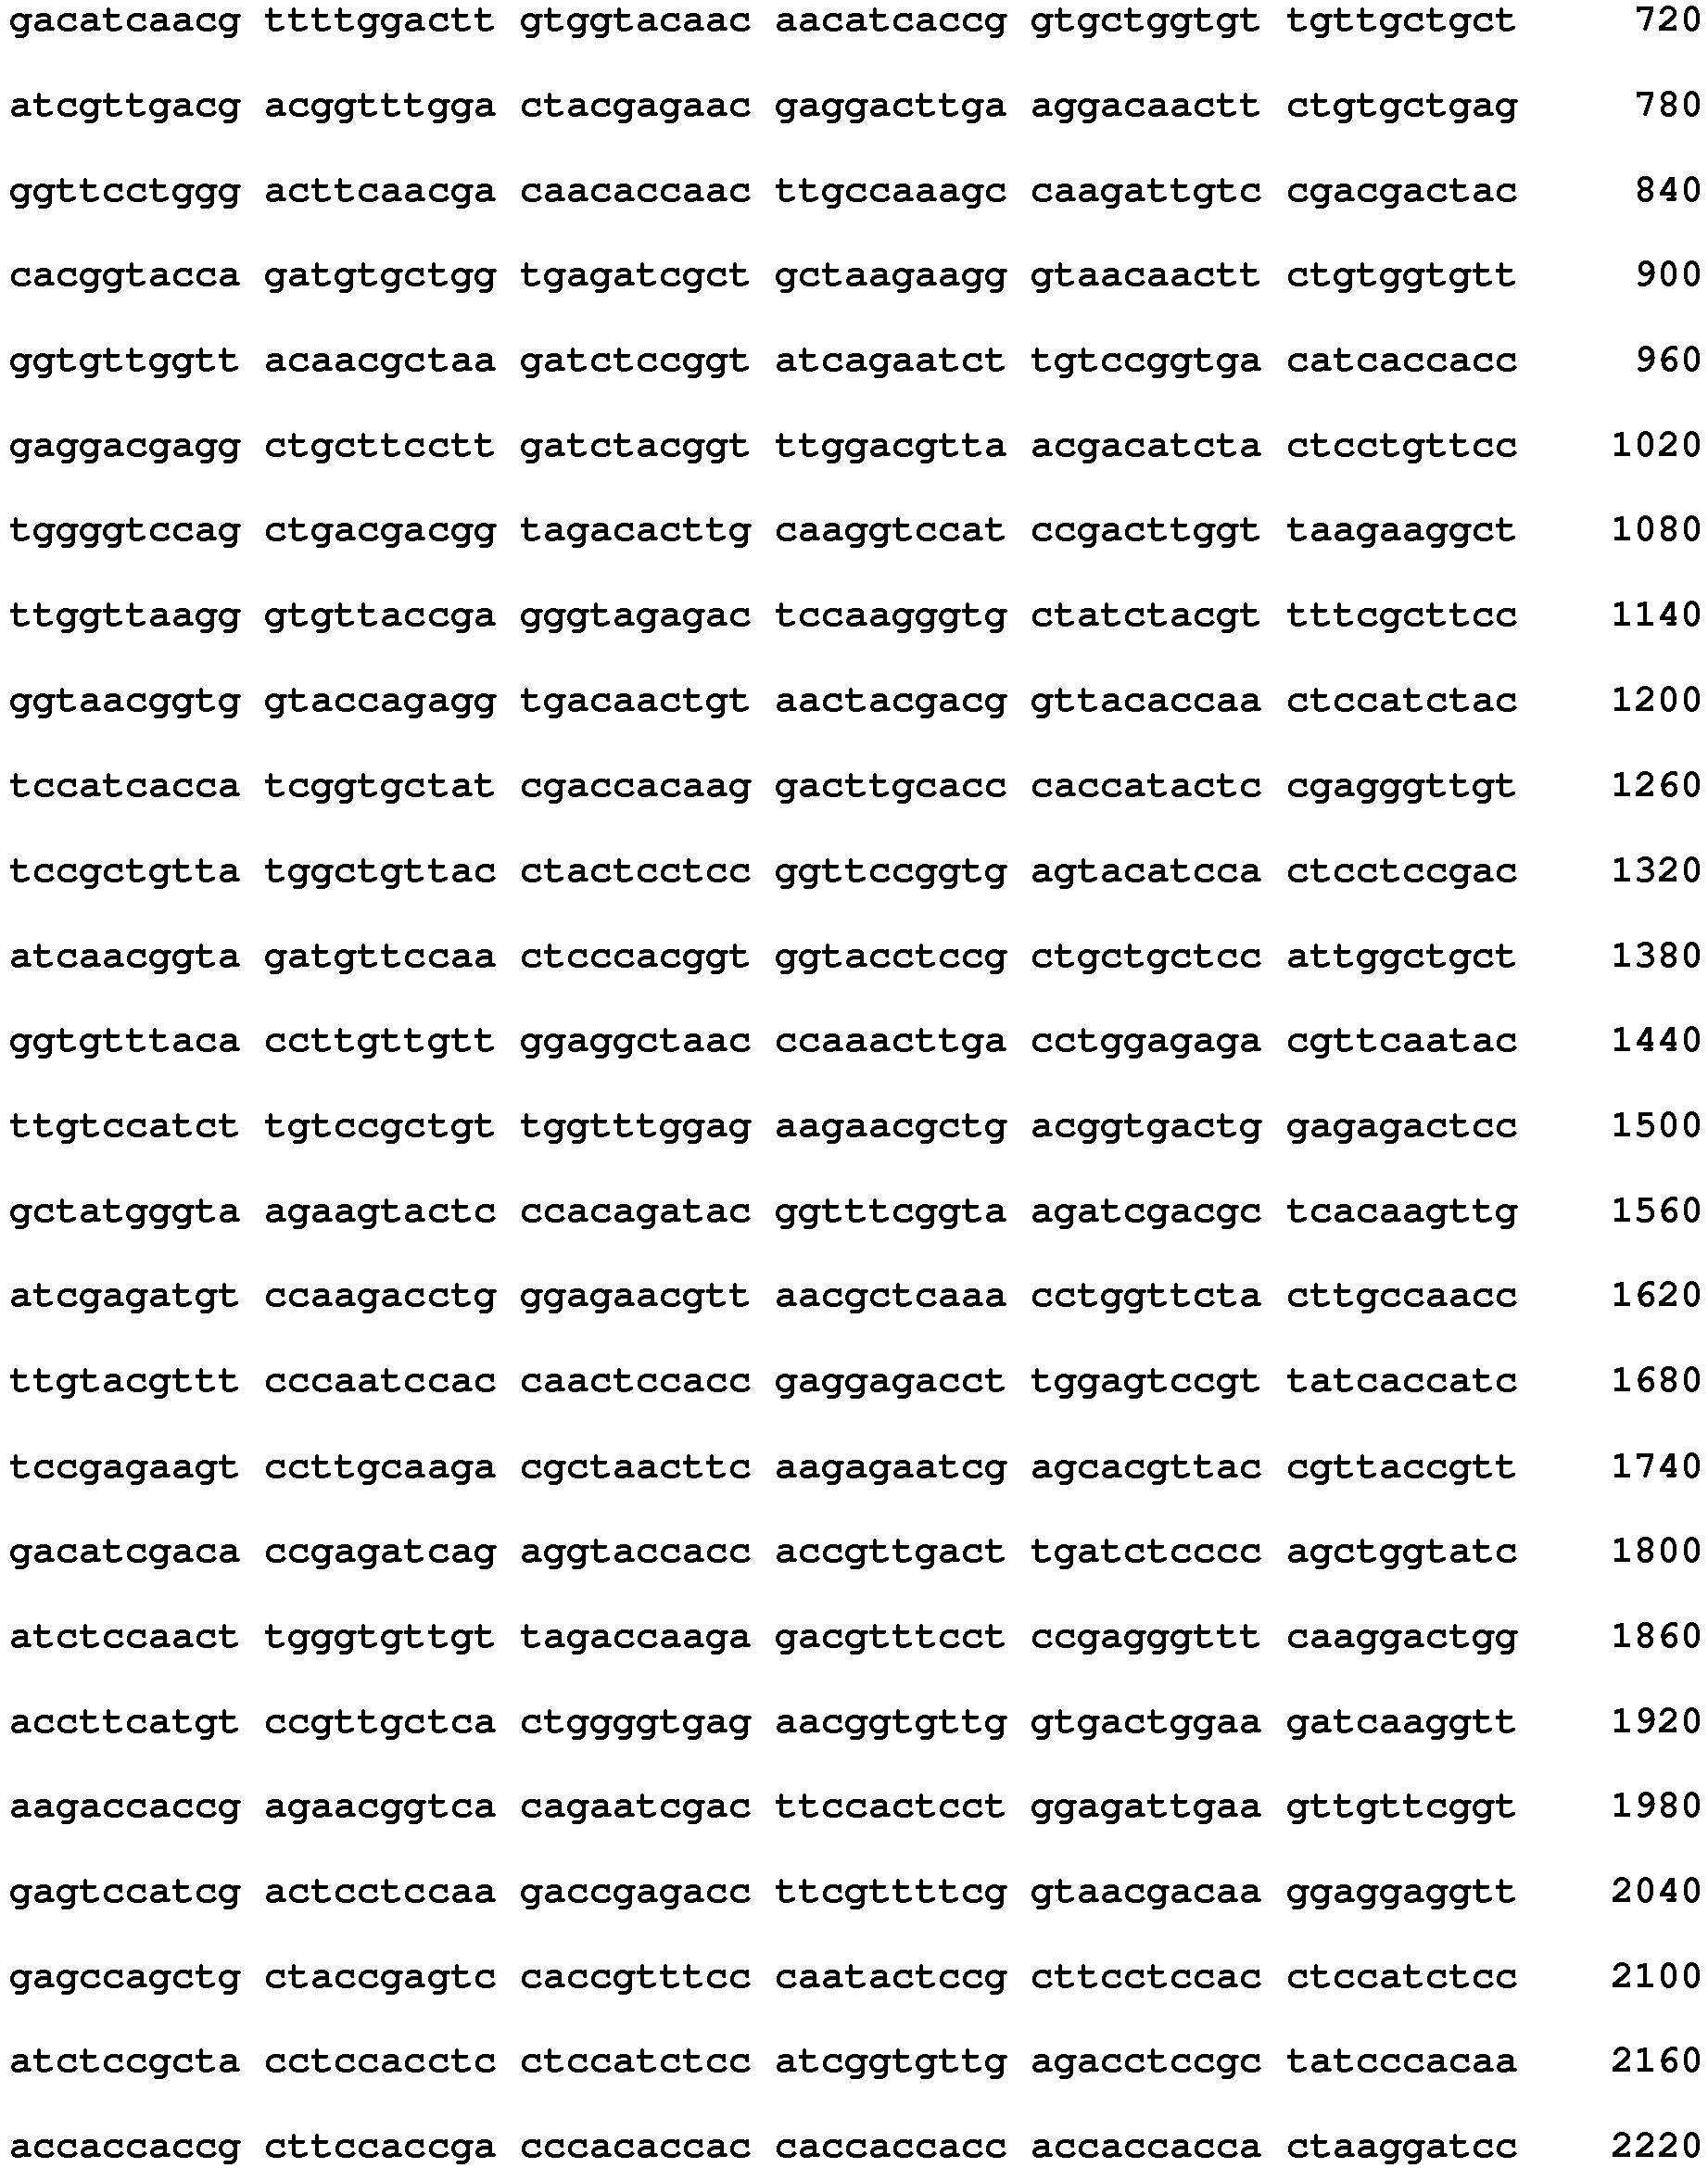 gacatcaacg ttttggactt gtggtacaac aacatcaccg gtgctggtgt tgttgctgct 720
atcgttgacg acggtttgga ctacgagaac gaggacttga aggacaactt ctgtgctgag 780
ggttcctggg acttcaacga caacaccaac ttgccaaagc caagattgtc cgacgactac 840
cacggtacca gatgtgctgg tgagatcgct gctaagaagg gtaacaactt ctgtggtgtt 900
ggtgttggtt acaacgctaa gatctccggt atcagaatct tgtccggtga catcaccacc 960
gaggacgagg ctgcttcctt gatctacggt ttggacgtta acgacatcta ctcctgttcc 1020
tggggtccag ctgacgacgg tagacacttg caaggtccat ccgacttggt taagaaggct 1080
ttggttaagg gtgttaccga gggtagagac tccaagggtg ctatctacgt tttcgcttcc 1140
ggtaacggtg gtaccagagg tgacaactgt aactacgacg gttacaccaa ctccatctac 1200
tccatcacca tcggtgctat cgaccacaag gacttgcacc caccatactc cgagggttgt 1260
tccgctgtta tggctgttac ctactcctcc ggttccggtg agtacatcca ctcctccgac 1320
atcaacggta gatgttccaa ctcccacggt ggtacctccg ctgctgctcc attggctgct 1380
ggtgtttaca ccttgttgtt ggaggctaac ccaaacttga cctggagaga cgttcaatac 1440
ttgtccatct tgtccgctgt tggtttggag aagaacgctg acggtgactg gagagactcc 1500
gctatgggta agaagtactc ccacagatac ggtttcggta agatcgacgc tcacaagttg 1560
atcgagatgt ccaagacctg ggagaacgtt aacgctcaaa cctggttcta cttgccaacc 1620
ttgtacgttt cccaatccac caactccacc gaggagacct tggagtccgt tatcaccatc 1680
tccgagaagt ccttgcaaga cgctaacttc aagagaatcg agcacgttac cgttaccgtt 1740
gacatcgaca ccgagatcag aggtaccacc accgttgact tgatctcccc agctggtatc 1800
atctccaact tgggtgttgt tagaccaaga gacgtttcct ccgagggttt caaggactgg 1860
accttcatgt ccgttgctca ctggggtgag aacggtgttg gtgactggaa gatcaaggtt 1920
aagaccaccg agaacggtca cagaatcgac ttccactcct ggagattgaa gttgttcggt 1980
gagtccatcg actcctccaa gaccgagacc ttcgttttcg gtaacgacaa ggaggaggtt 2040
gagccagctg ctaccgagtc caccgtttcc caatactccg cttcctccac ctccatctcc 2100
atctccgcta cctccacctc ctccatctcc atcggtgttg agacctccgc tatcccacaa 2160
accaccaccg cttccaccga cccacaccac caccaccacc accaccacca ctaaggatcc 2220